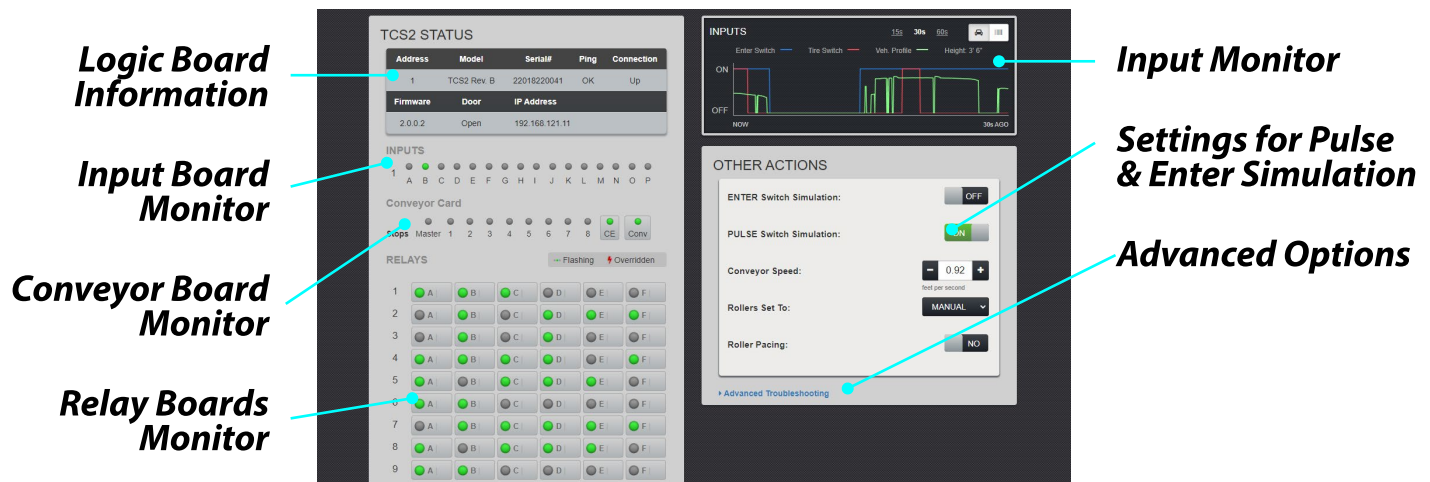 Logic Board
Information
Input Board
Monitor
Conveyor Board
Monitor
Relay Boards
Monitor
TCS2 STATUS
Address Model Serial# Ping Connection
1 TCS2 Rev. B 22018220041 OK Up
Firmware Door IP Address
2.0.0.2 Open 192.168.121.11
INPUTS
1
A B C D E F G H I J K L M N O P
Conveyor Card
Stops Master 1 2 3 4 5 6 7 8 CE Conv
RELAYS Flashing Overridden
1 A B C D E F
2 A B C D E F
3 A B C D E F
4 A B C D E F
5 A B C D E F
6 A B C D E F
7 A B C D E F
8 A B C D E F
9 A B C D E F
INPUTS 15s 30s 60s
Enter Switch Tire Switch Veh. Profile Height: 3' 6"
ON
OFF
NOW 30s AGO
OTHER ACTIONS
ENTER Switch Simulation: OFF
PULSE Switch Simulation: ON
Conveyor Speed: - 0.92 +
feet per second
Rollers Set To: MANUAL
Roller Pacing: NO
Advanced Troubleshooting
Input Monitor
Settings for Pulse
& Enter Simulation
Advanced Options